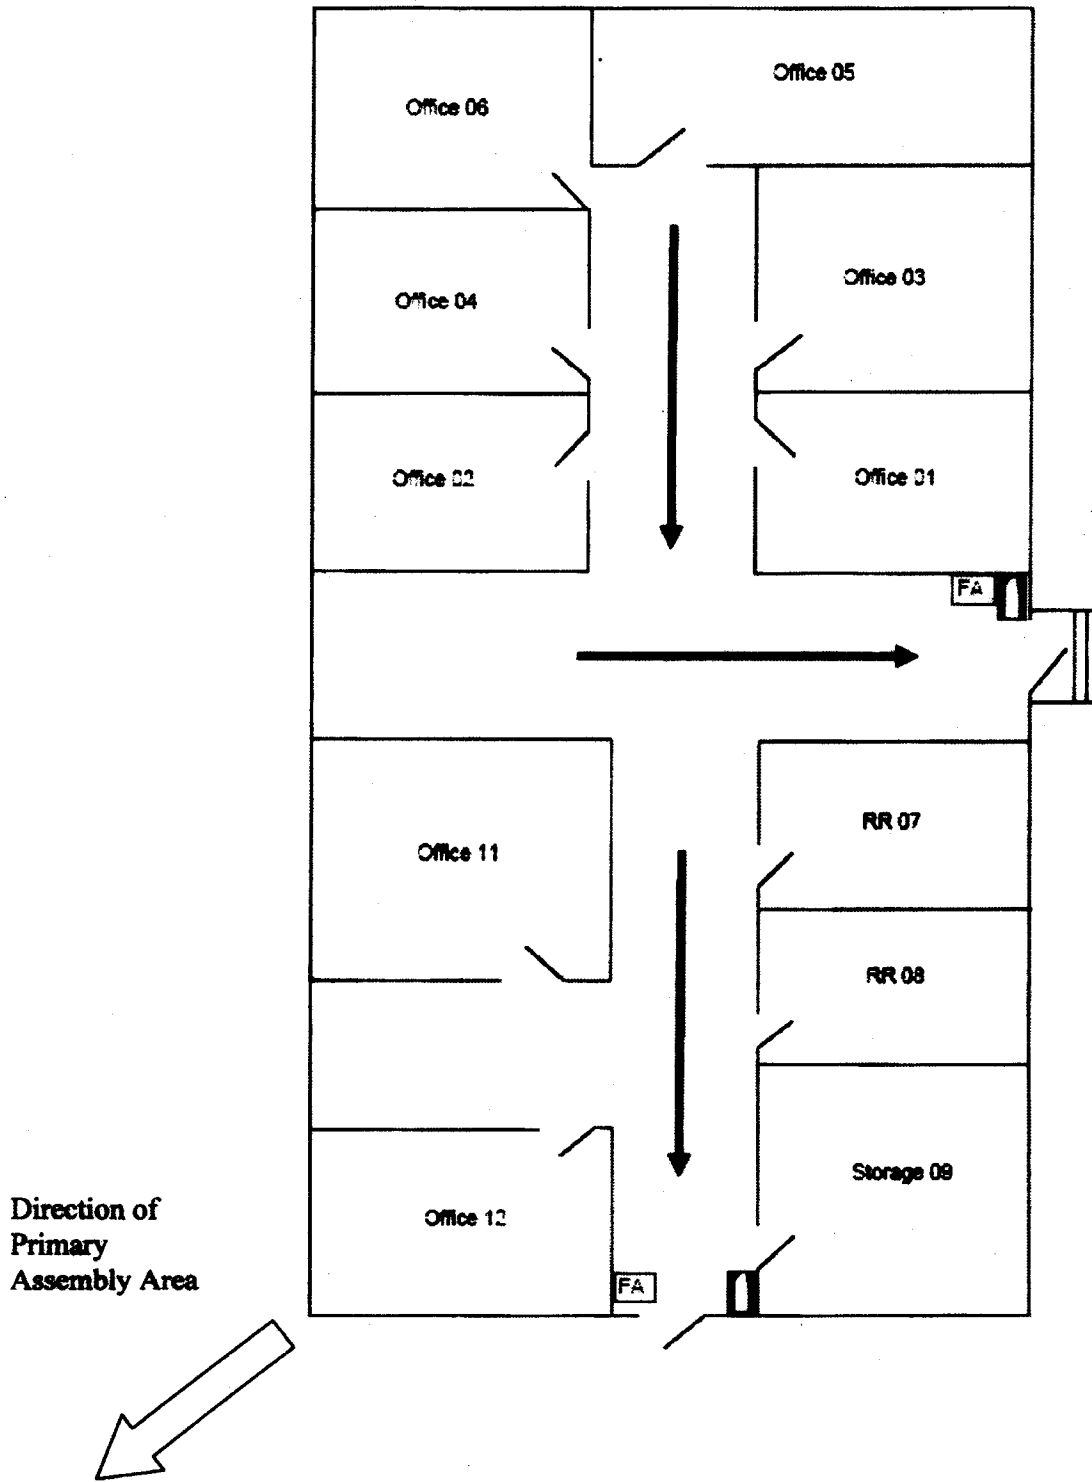 Office 05
Office 06
Office 03
Office 04
Office 02
Office 01
FA
RR 07
Office 11
RR 08
Storage 09
Direction of
Primary
Assembly Area
Office 12
FA